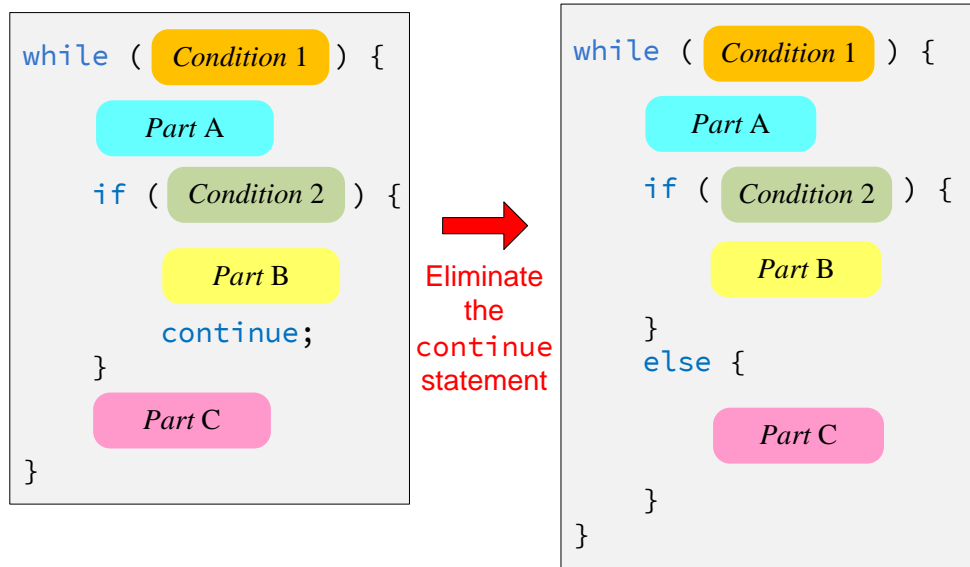 while ( Condition 1 ) {
Part A
if ( Condition 2 ) {
Part B
continue;
}
Part C
}
Eliminate
the
continue
statement
while ( Condition 1 ) {
Part A
if ( Condition 2 ) {
Part B
}
else {
Part C
}
}